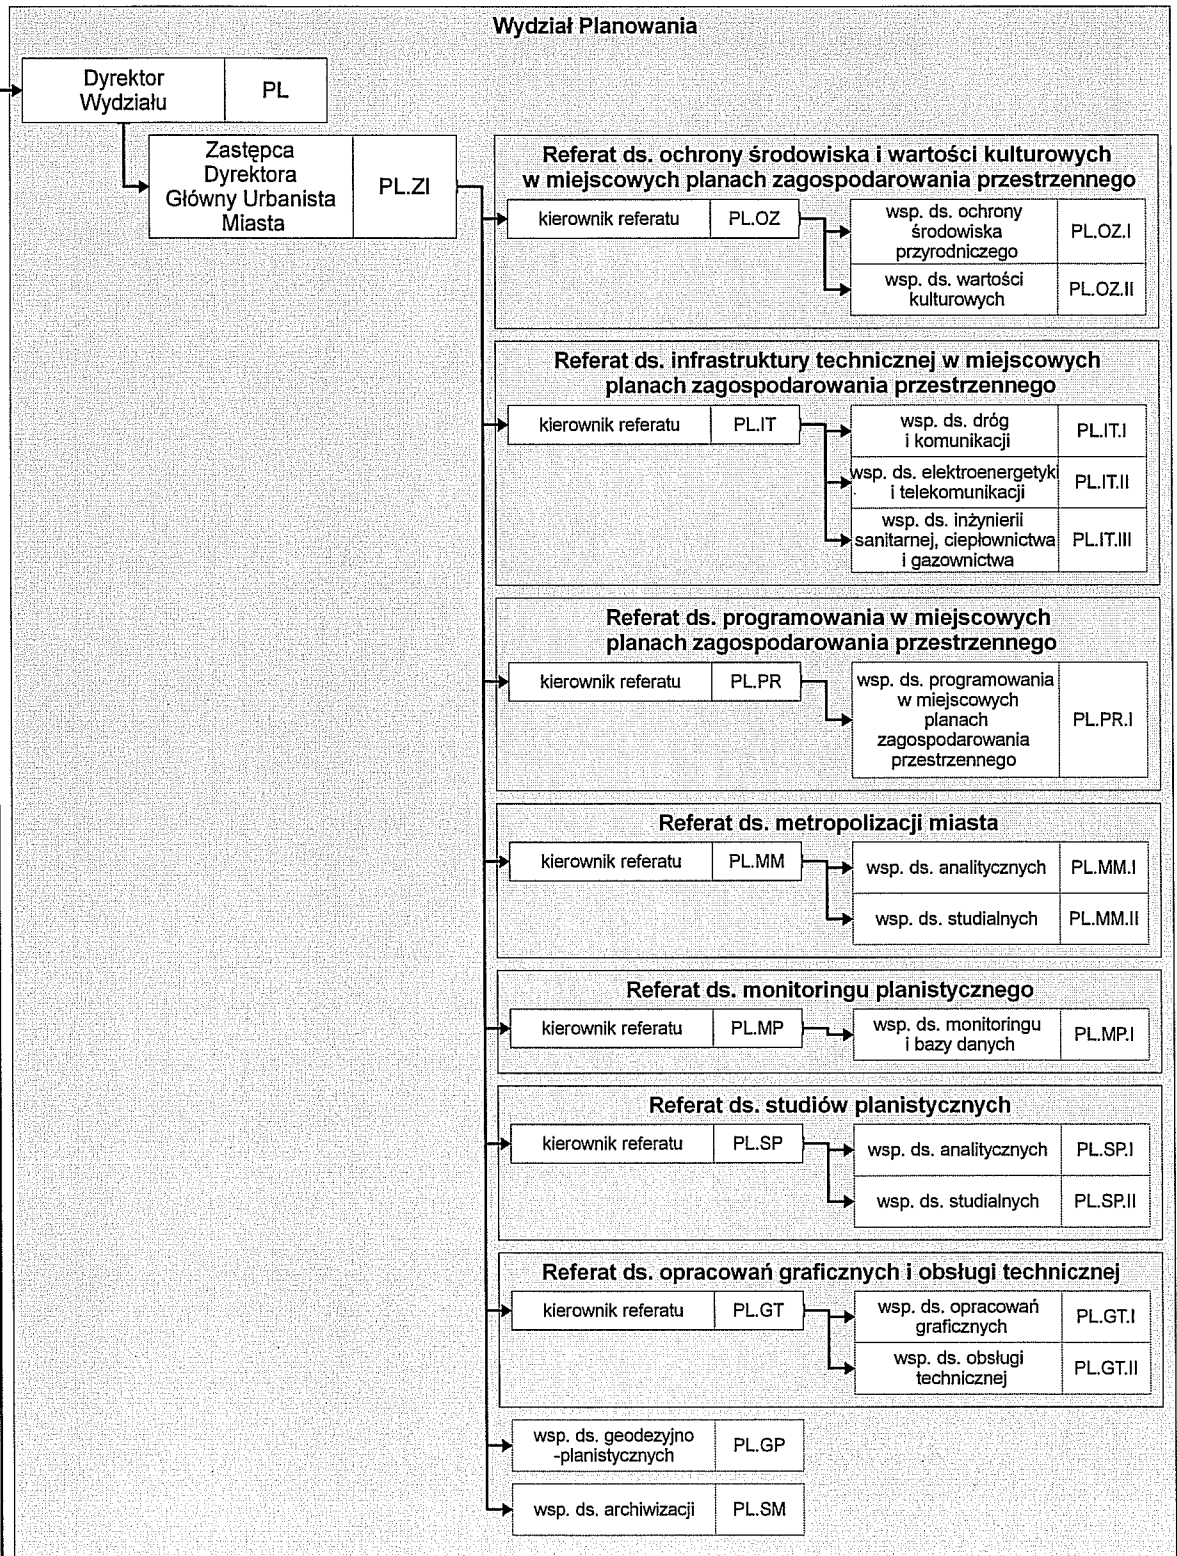 Wydział Planowania
Dyrektor
Wydziału
PL
Zastępca
Dyrektora
Główny Urbanista
Miasta
PL.ZI
Referat ds. ochrony środowiska i wartości kulturowych
w miejscowych planach zagospodarowania przestrzennego
kierownik referatu
PL.OZ
wsp. ds. ochrony
środowiska
przyrodniczego
PL.OZ.I
wsp. ds. wartości
kulturowych
PL.OZ.II
Referat ds. infrastruktury technicznej w miejscowych
planach zagospodarowania przestrzennego
kierownik referatu
PL.IT
wsp. ds. dróg
i komunikacji
PL.IT.I
wsp. ds. elektroenergetyki
i telekomunikacji
PL.IT.II
wsp. ds. inżynierii
sanitarnej, ciepłownictwa
i gazownictwa
PL.IT.III
Referat ds. programowania w miejscowych
planach zagospodarowania przestrzennego
kierownik referatu
PL.PR
wsp. ds. programowania
w miejscowych
planach
zagospodarowania
przestrzennego
PL.PR.I
Referat ds. metropolizacji miasta
kierownik referatu
PL.MM
wsp. ds. analitycznych
PL.MM.I
wsp. ds. studialnych
PL.MM.II
Referat ds. monitoringu planistycznego
kierownik referatu
PL.MP
wsp. ds. monitoringu
i bazy danych
PL.MP.I
Referat ds. studiów planistycznych
kierownik referatu
PL.SP
wsp. ds. analitycznych
PL.SP.I
wsp. ds. studialnych
PL.SP.II
Referat ds. opracowań graficznych i obsługi technicznej
kierownik referatu
PL.GT
wsp. ds. opracowań
graficznych
PL.GT.I
wsp. ds. obsługi
technicznej
PL.GT.II
wsp. ds. geodezyjno
-planistycznych
PL.GP
wsp. ds. archiwizacji
PL.SM